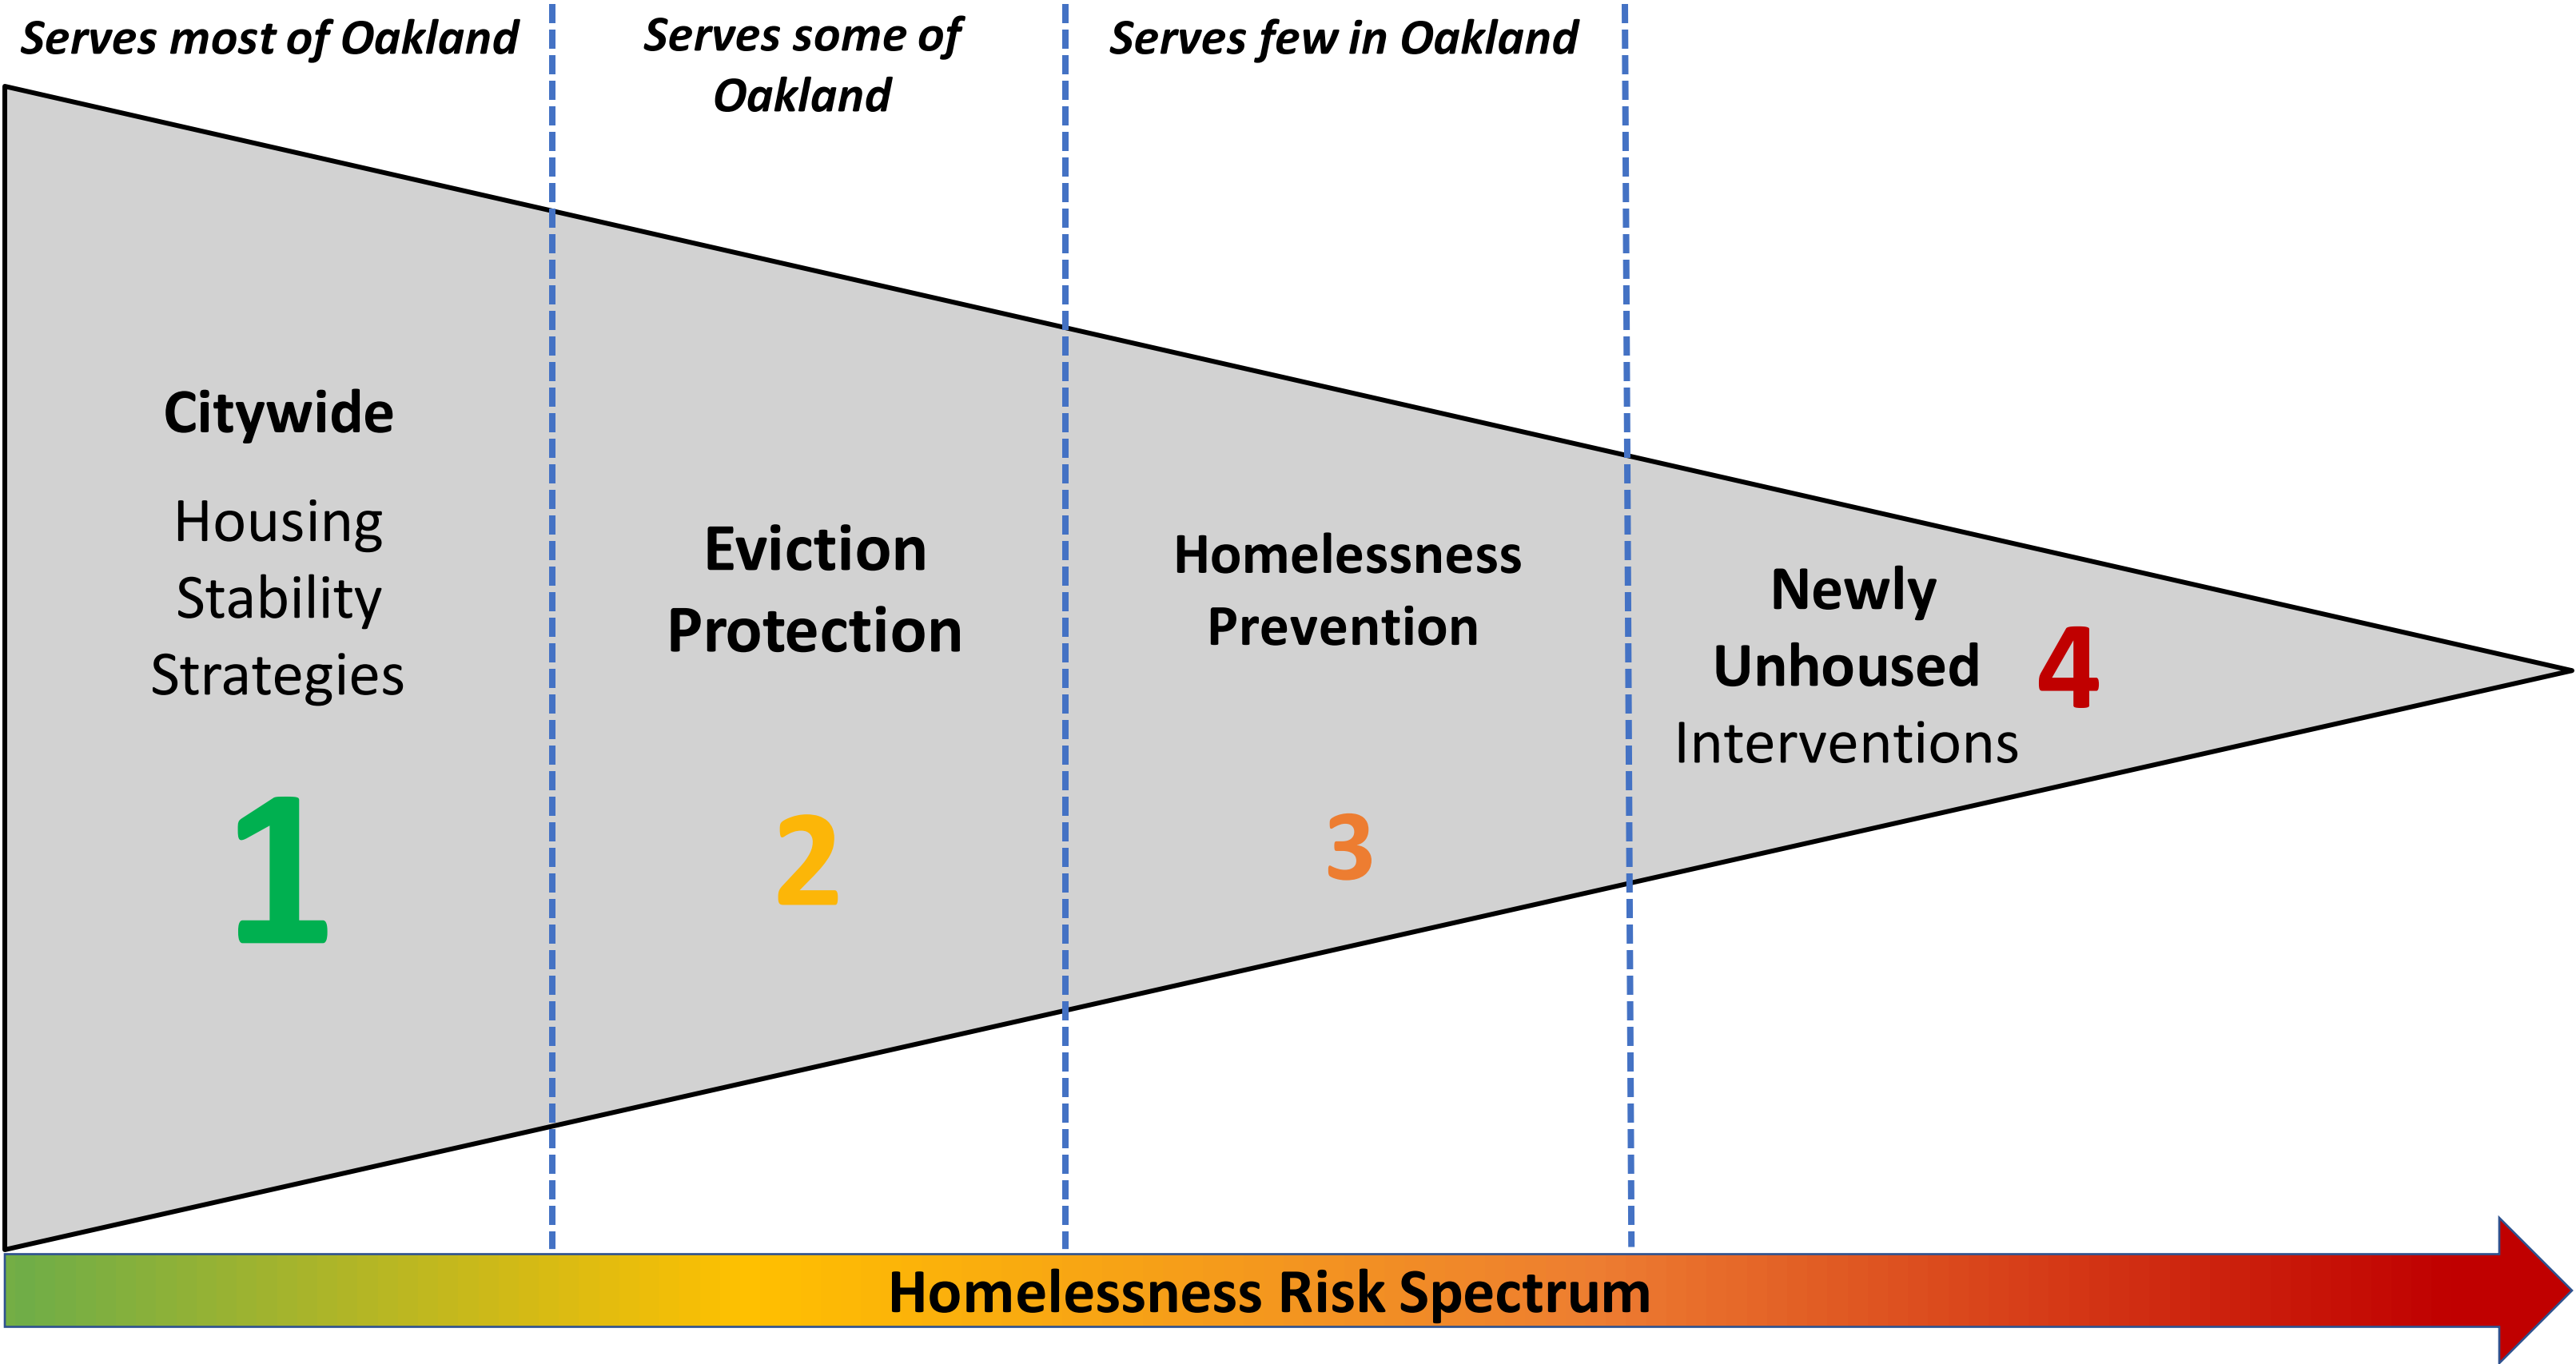 Serves most of Oakland
Serves some of
Oakland
Serves few in Oakland
Citywide
Housing
Stability
Strategies
1
Eviction
Protection
2
Homelessness
Prevention
3
Newly
Unhoused
Interventions
4
Homelessness Risk Spectrum